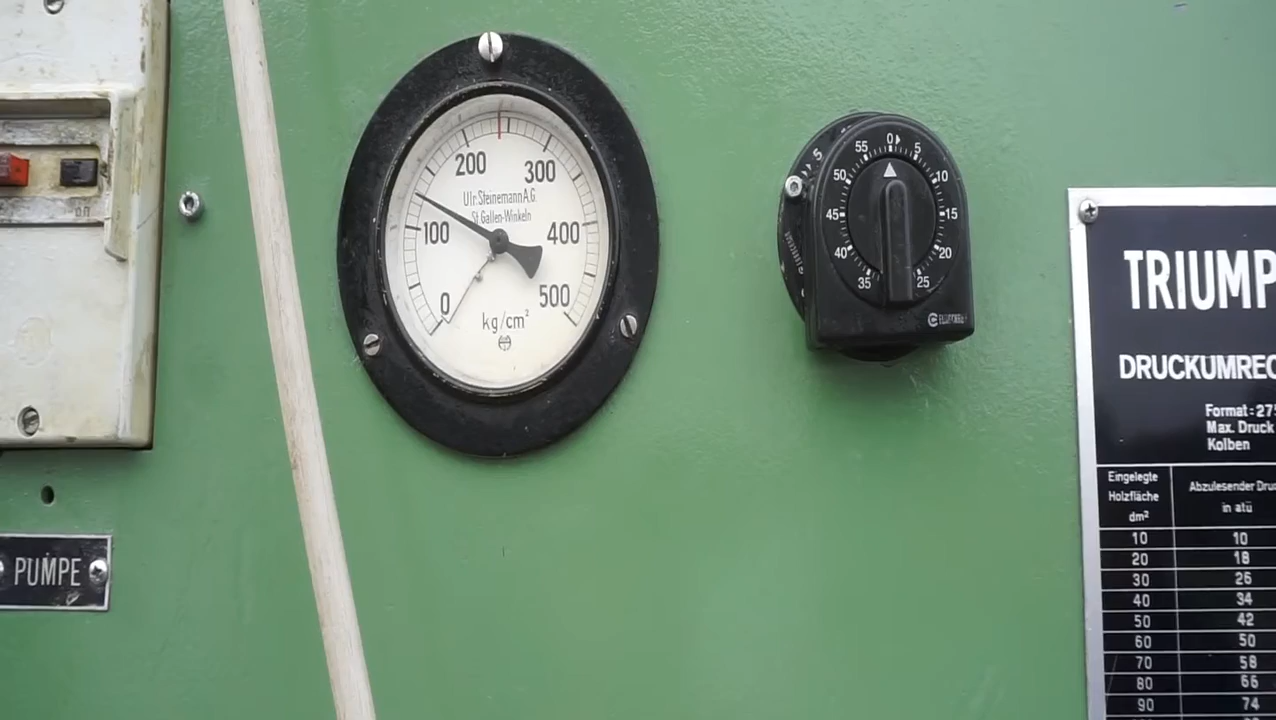 on
PUMPE
200
300
Ulr. Steinemann A.G.
St. Gallen-Winkeln
100
400
0
500
kg/cm²
5
0
55
5
50
10
45
15
40
20
35
25
TRIUMP
DRUCKUMREC
Format: 27
Max. Druck
Kolben
Eingelegte Abzulesender Dru
Holzfläche in atü
dm²
10 10
20 18
30 26
40 34
50 42
60 50
70 58
80 66
90 74